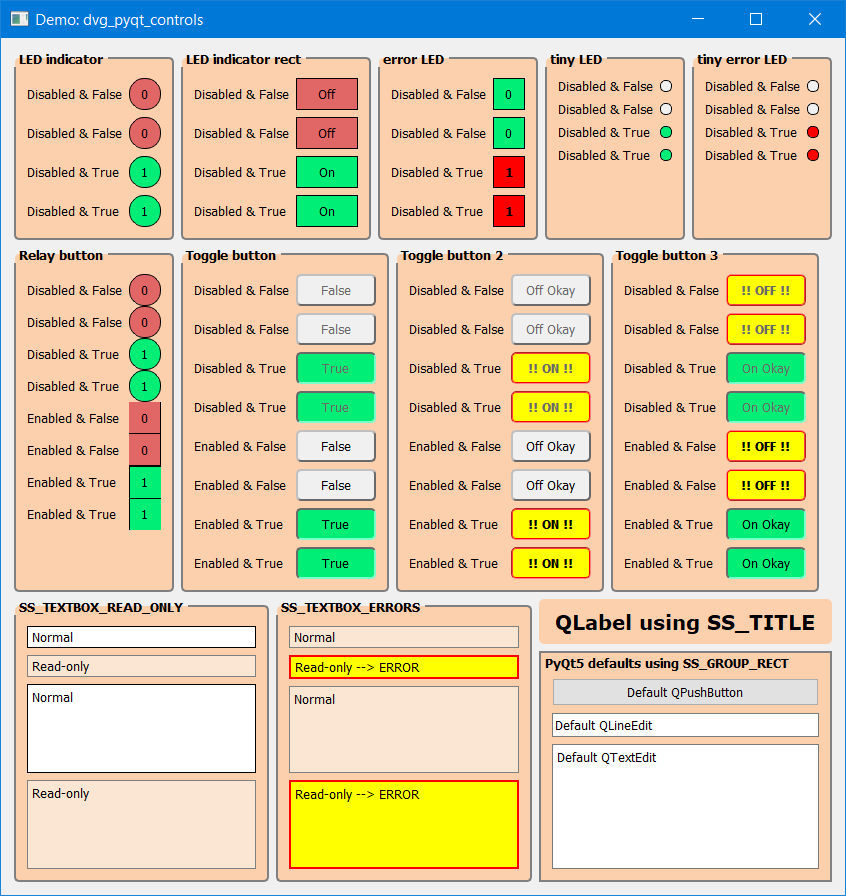 Demo: dvg_pyqt_controls
LED indicator
Disabled & False 0
Disabled & False 0
Disabled & True 1
Disabled & True 1
LED indicator rect
Disabled & False Off
Disabled & False Off
Disabled & True On
Disabled & True On
error LED
Disabled & False 0
Disabled & False 0
Disabled & True 1
Disabled & True 1
tiny LED
Disabled & False
Disabled & False
Disabled & True
Disabled & True
tiny error LED
Disabled & False
Disabled & False
Disabled & True
Disabled & True
Relay button
Disabled & False 0
Disabled & False 0
Disabled & True 1
Disabled & True 1
Enabled & False 0
Enabled & False 0
Enabled & True 1
Enabled & True 1
Toggle button
Disabled & False False
Disabled & False False
Disabled & True True
Disabled & True True
Enabled & False False
Enabled & False False
Enabled & True True
Enabled & True True
Toggle button 2
Disabled & False Off Okay
Disabled & False Off Okay
Disabled & True !! ON !!
Disabled & True !! ON !!
Enabled & False Off Okay
Enabled & False Off Okay
Enabled & True !! ON !!
Enabled & True !! ON !!
Toggle button 3
Disabled & False !! OFF !!
Disabled & False !! OFF !!
Disabled & True On Okay
Disabled & True On Okay
Enabled & False !! OFF !!
Enabled & False !! OFF !!
Enabled & True On Okay
Enabled & True On Okay
SS_TEXTBOX_READ_ONLY
Normal
Read-only
Normal
Read-only
SS_TEXTBOX_ERRORS
Normal
Read-only --> ERROR
Normal
Read-only --> ERROR
QLabel using SS_TITLE
PyQt5 defaults using SS_GROUP_RECT
Default QPushButton
Default QLineEdit
Default QTextEdit